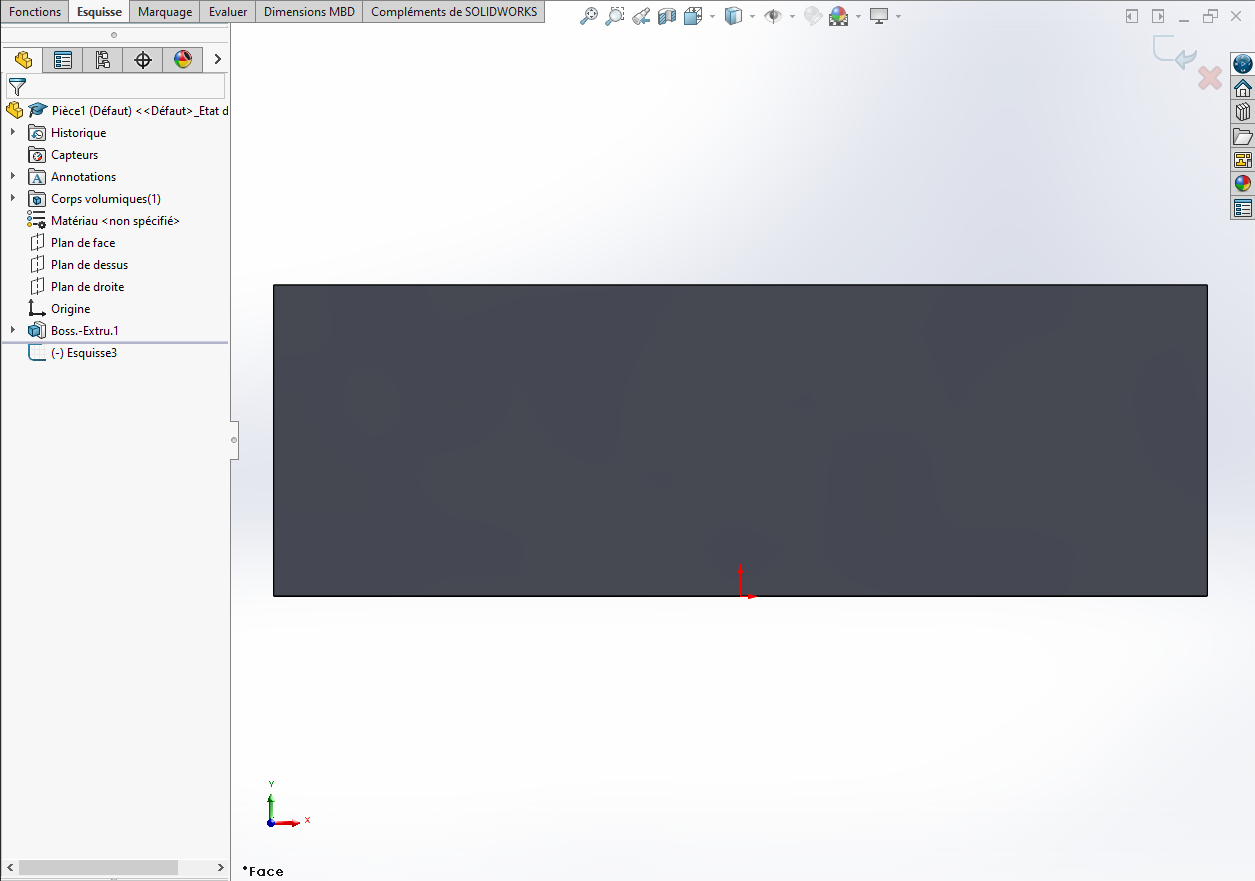 Fonctions Esquisse Marquage Evaluer Dimensions MBD Compléments de SOLIDWORKS
Pièce1 (Défaut) <<Défaut>_Etat d
Historique
Capteurs
A Annotations
Corps volumiques(1)
Matériau <non spécifié>
Plan de face
Plan de dessus
Plan de droite
Origine
Boss.-Extru.1
(-) Esquisse3
Y
X
*Face